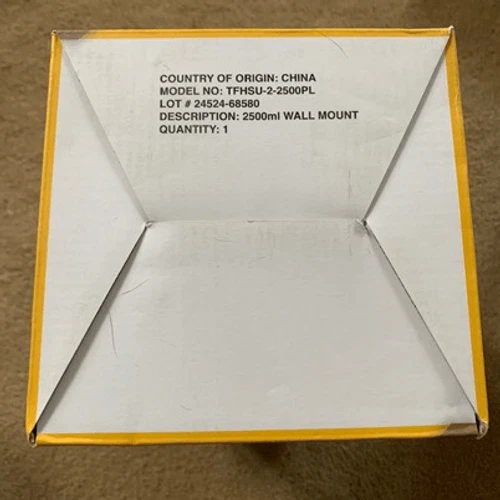 COUNTRY OF ORIGIN: CHINA
MODEL NO: TFHSU-2-2500PL
LOT # 24524-68580
DESCRIPTION: 2500ml WALL MOUNT
QUANTITY: 1